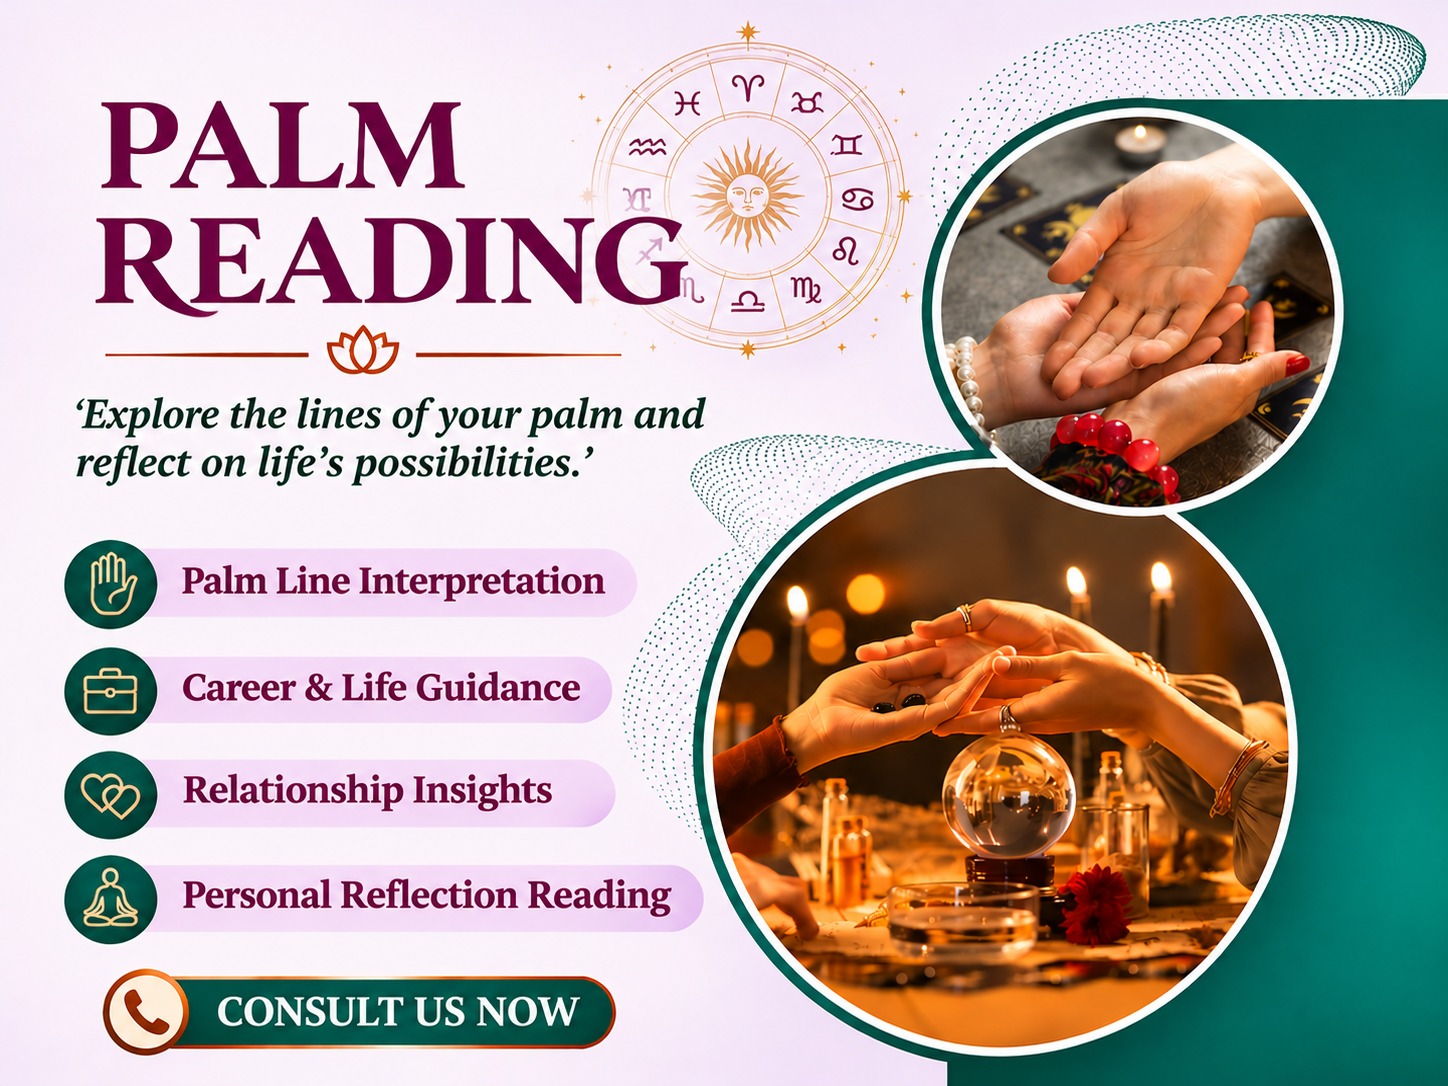 PALM
READING
‘Explore the lines of your palm and
reflect on life’s possibilities.’
Palm Line Interpretation
Career & Life Guidance
Relationship Insights
Personal Reflection Reading
CONSULT US NOW